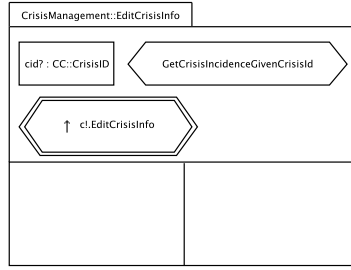 CrisisManagement::EditCrisisInfo
cid? : CC::CrisisID
GetCrisisIncidenceGivenCrisisId
↑ c!.EditCrisisInfo